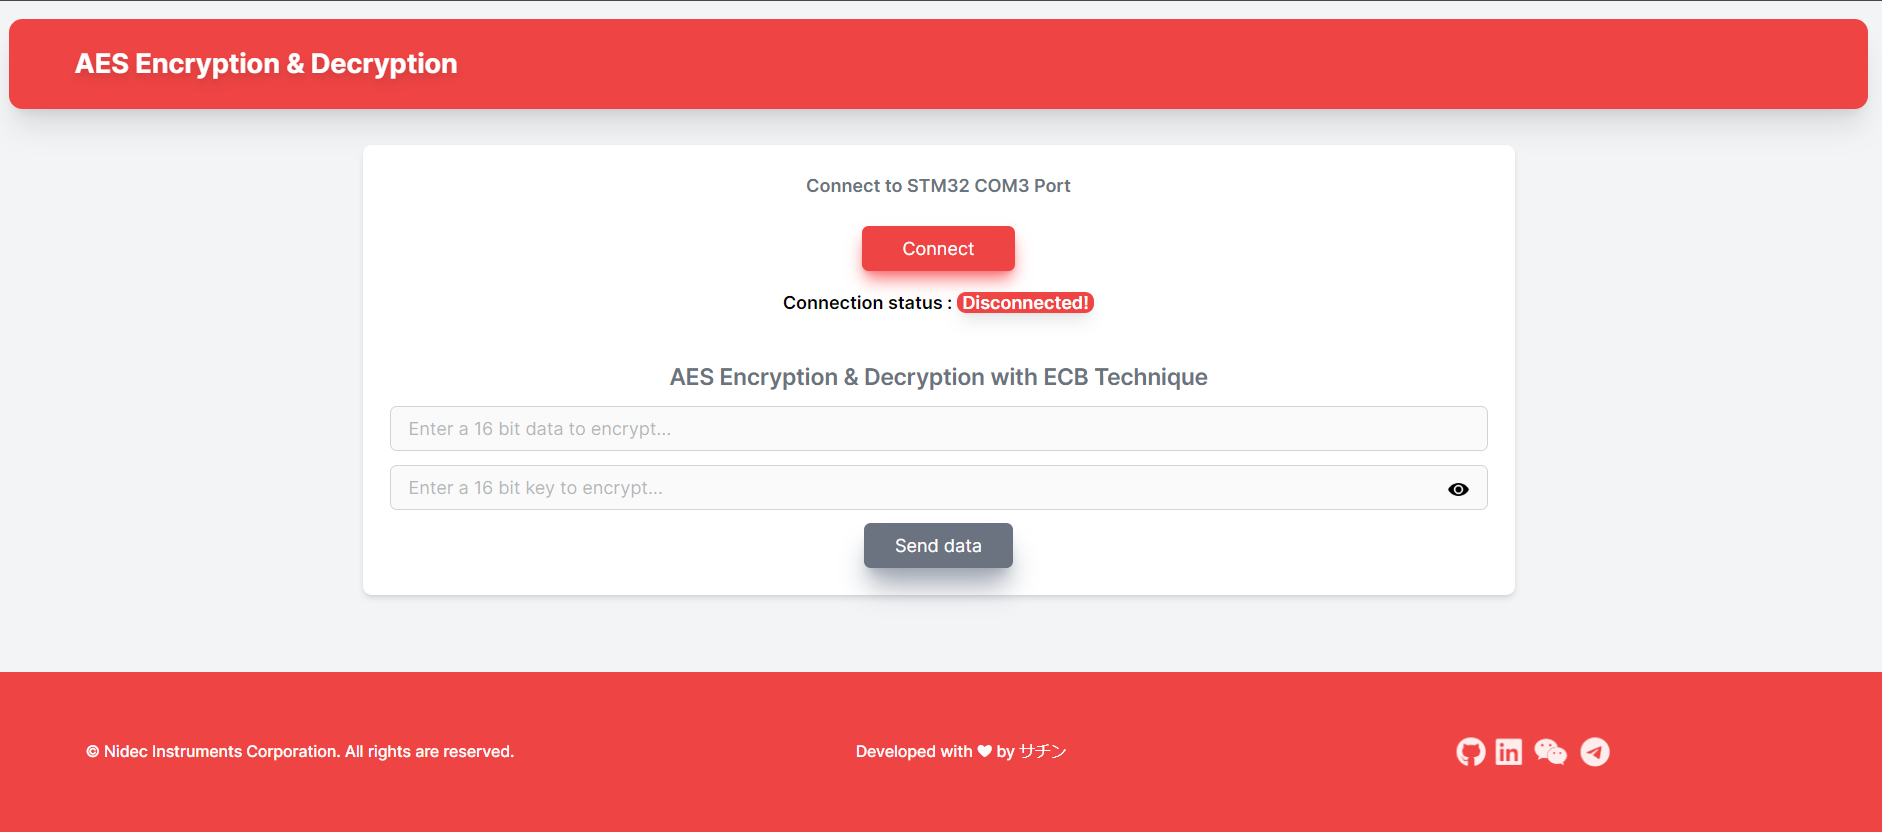 AES Encryption & Decryption
Connect to STM32 COM3 Port
Connect
Connection status : Disconnected!
AES Encryption & Decryption with ECB Technique
Enter a 16 bit data to encrypt...
Enter a 16 bit key to encrypt...
Send data
© Nidec Instruments Corporation. All rights are reserved.
Developed with ❤ by サチン
in